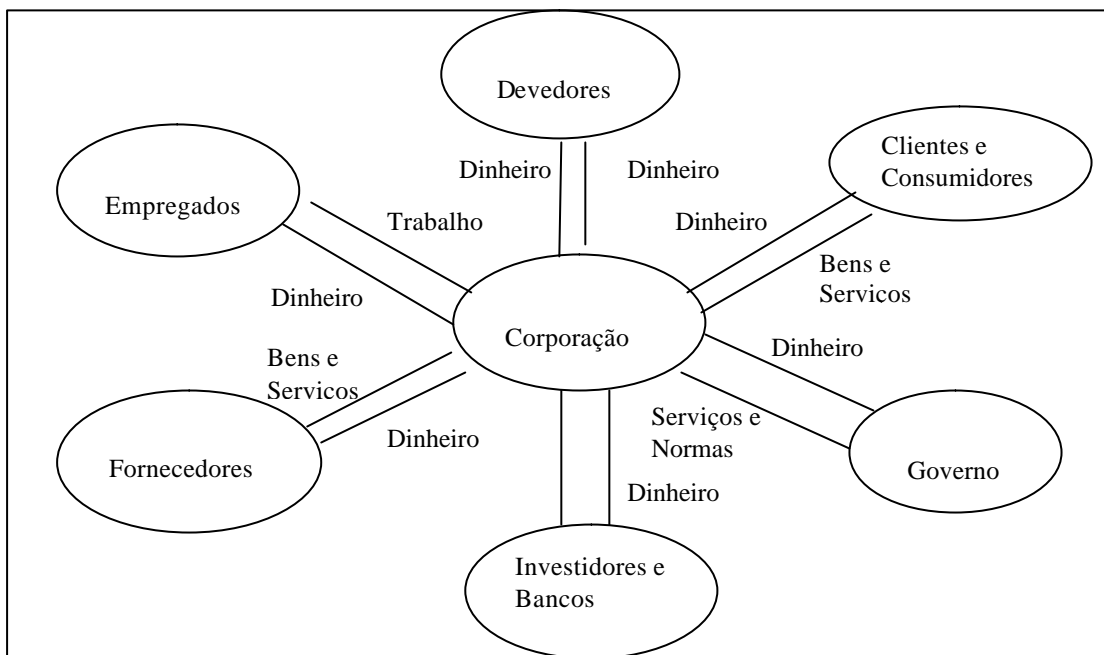 Devedores
Dinheiro
Dinheiro
Clientes e
Consumidores
Empregados
Trabalho
Dinheiro
Dinheiro
Bens e
Servicos
Corporação
Bens e
Servicos
Dinheiro
Dinheiro
Serviços e
Normas
Fornecedores
Governo
Dinheiro
Investidores e
Bancos